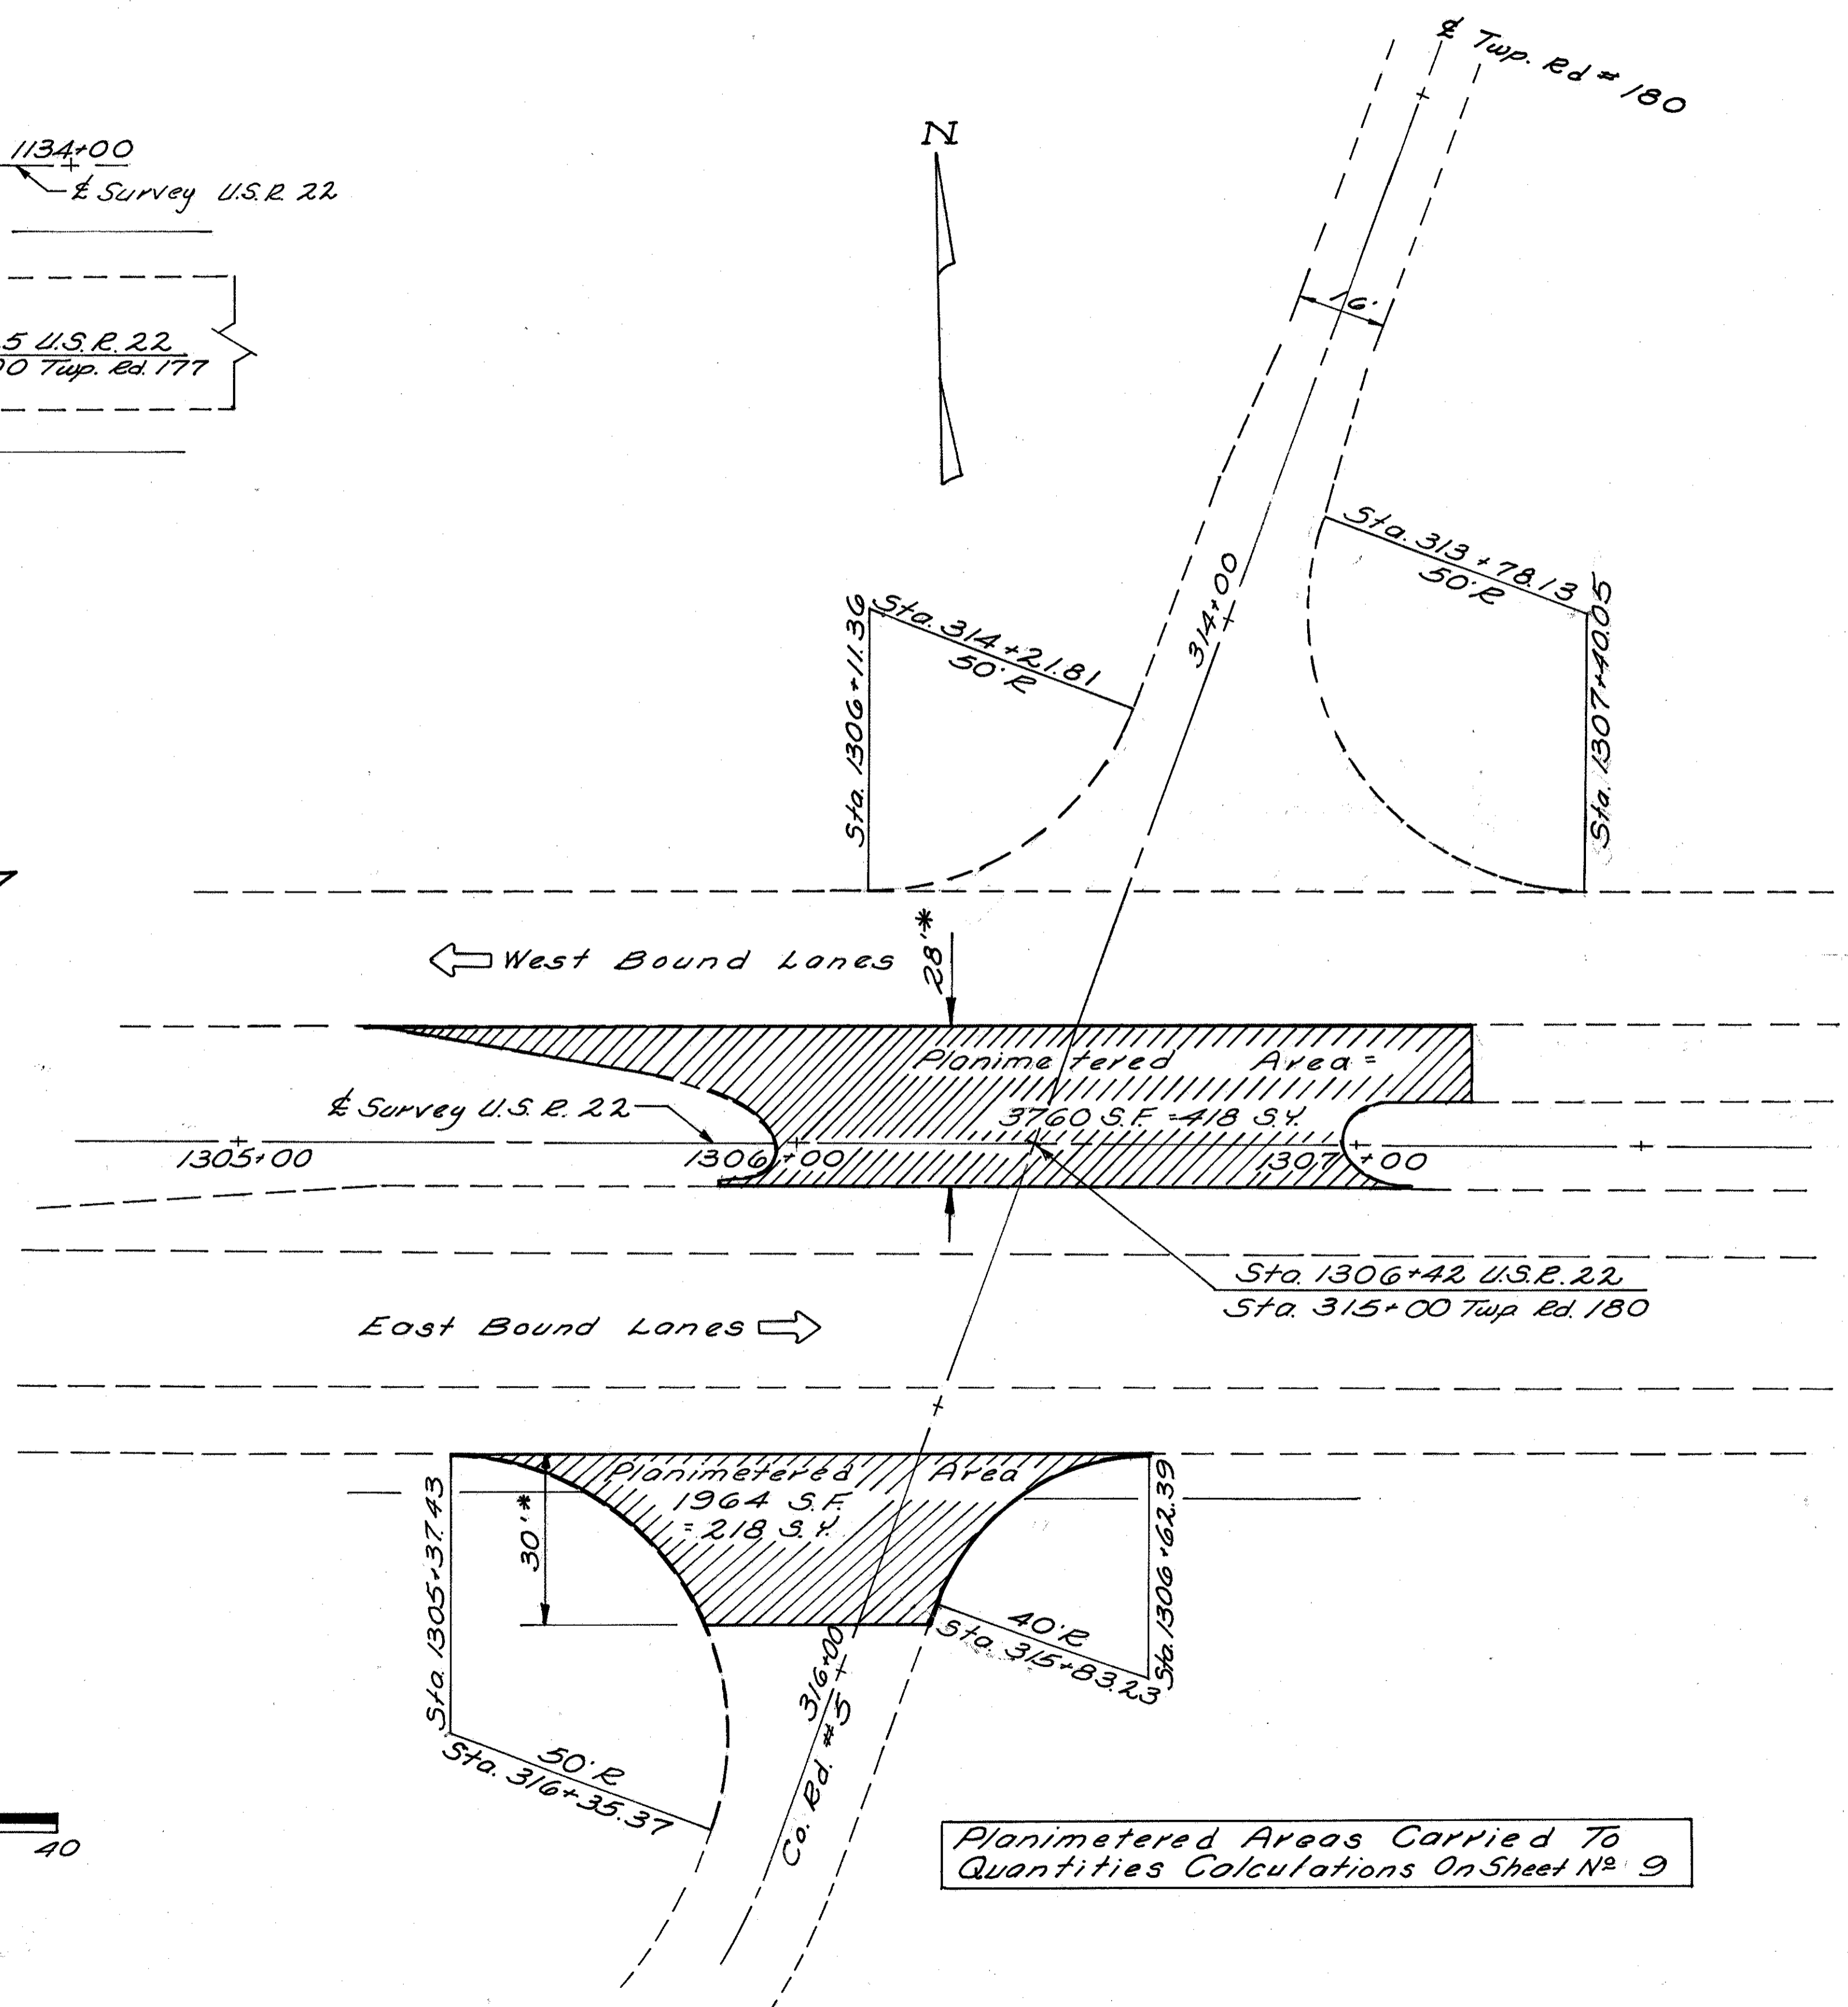 ℄ Twp. Rd # 180
N
1134+00
℄ Survey U.S.R. 22
5 U.S.R. 22
00 Twp. Rd. 177
16'
Sta. 313+78.13
50'R
Sta. 1307+40.05
314+00
Sta. 314+21.81
50'R
Sta. 1306+11.36
West Bound Lanes
28'*
Planimetered Area =
3760 S.F. = 418 S.Y.
℄ Survey U.S.R. 22
1305+00
1306+00
1307+00
Sta. 1306+42 U.S.R. 22
Sta. 315+00 Twp Rd. 180
East Bound Lanes
Planimetered Area
1964 S.F.
= 218 S.Y.
30'*
Sta. 1305+37.43
Sta. 1306+62.39
40'R
Sta. 315+83.23
316+00
Co. Rd. #5
50'R
Sta. 316+35.37
40
Planimetered Areas Carried To
Quantities Calculations On Sheet Nº 9